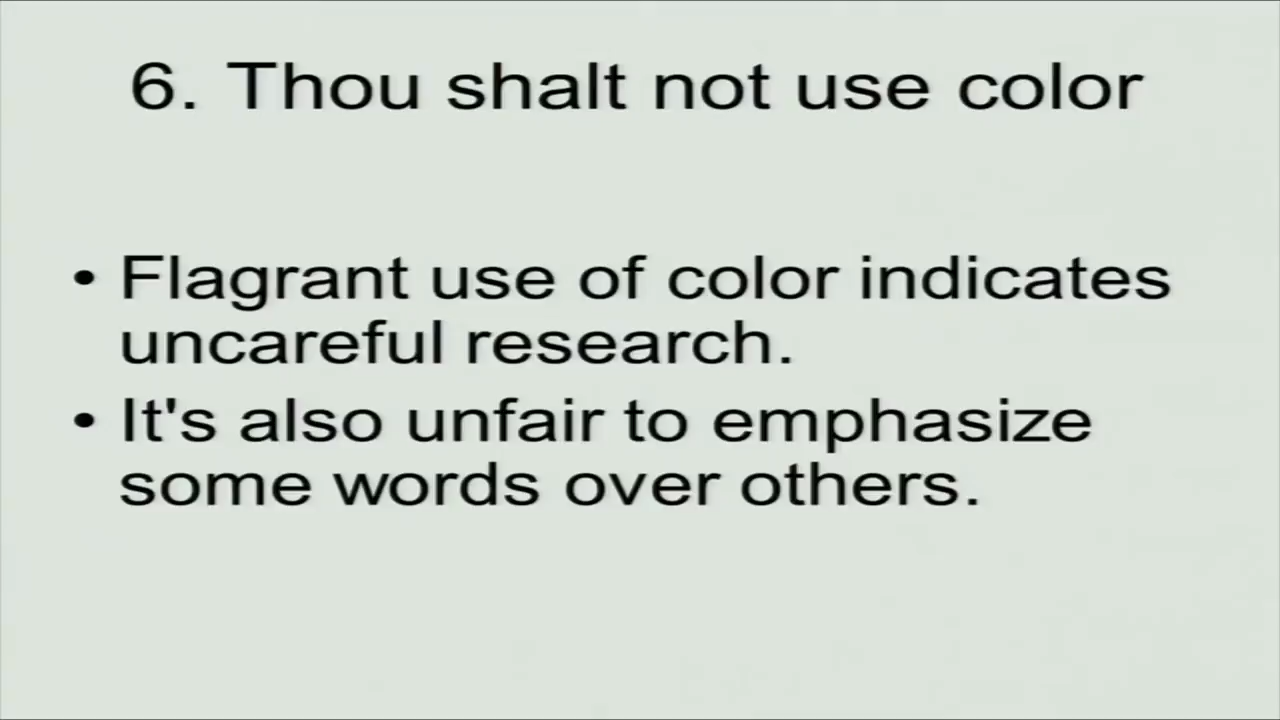 6. Thou shalt not use color
• Flagrant use of color indicates
uncareful research.
• It's also unfair to emphasize
some words over others.